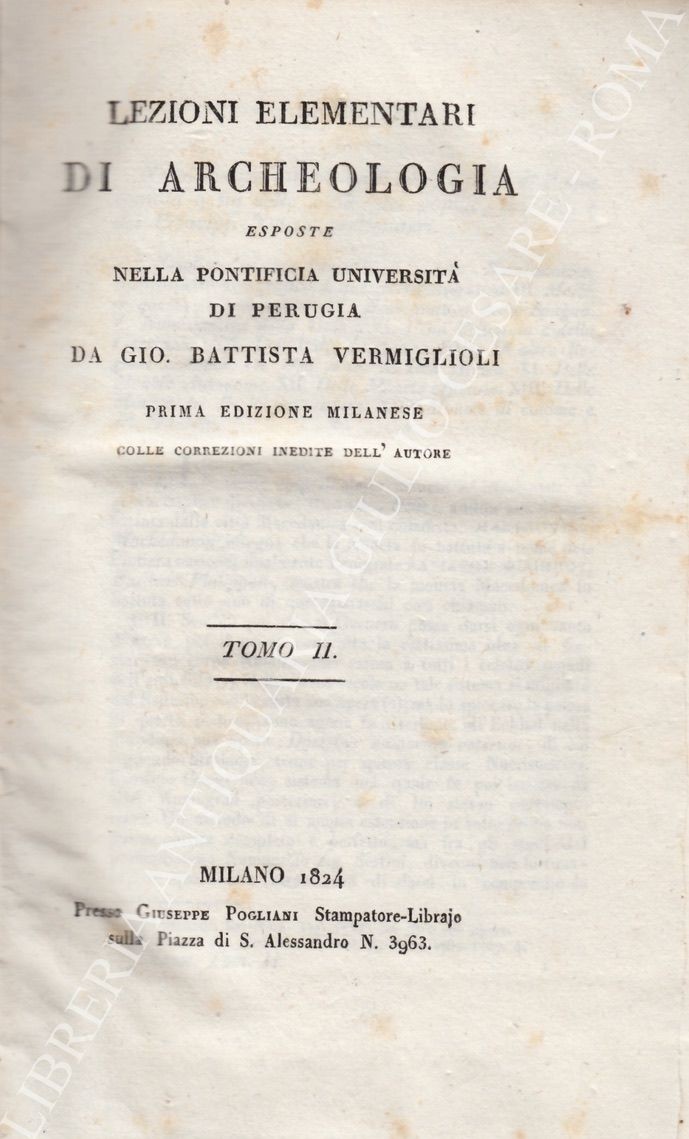 LEZIONI ELEMENTARI
DI ARCHEOLOGIA
ESPOSTE
NELLA PONTIFICIA UNIVERSITÀ
DI PERUGIA
DA GIO. BATTISTA VERMIGLIOLI
PRIMA EDIZIONE MILANESE
COLLE CORREZIONI INEDITE DELL' AUTORE
TOMO II.
MILANO 1824
Presso GIUSEPPE POGLIANI Stampatore-Librajo
sulla Piazza di S. Alessandro N. 3963.
LIBRERIA ANTIQUARIA GIULIO CESARE - ROMA